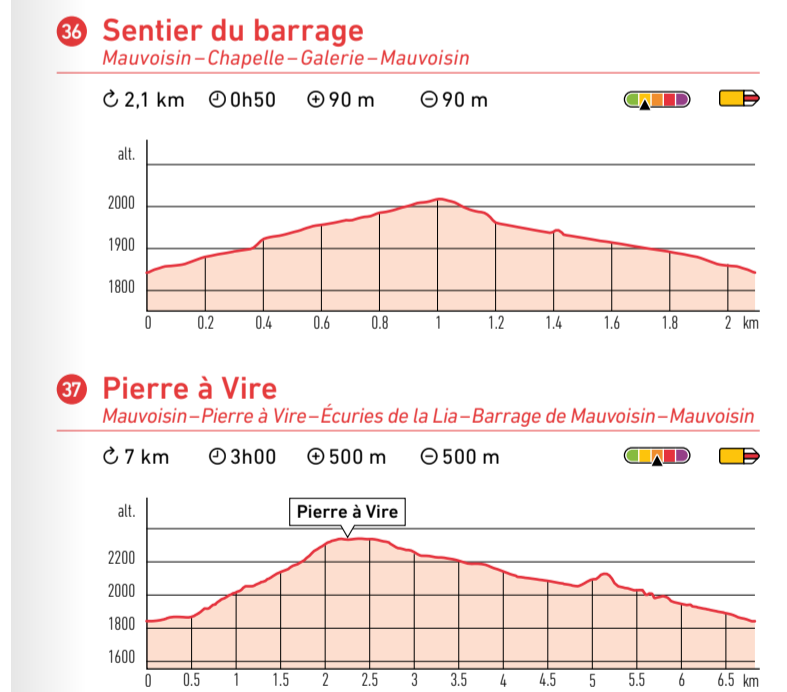 36 Sentier du barrage
Mauvoisin – Chapelle – Galerie – Mauvoisin
2,1 km 0h50 90 m 90 m
alt.
2000
1900
1800
0 0.2 0.4 0.6 0.8 1 1.2 1.4 1.6 1.8 2 km
37 Pierre à Vire
Mauvoisin – Pierre à Vire – Écuries de la Lia – Barrage de Mauvoisin – Mauvoisin
7 km 3h00 500 m 500 m
alt.
Pierre à Vire
2200
2000
1800
1600
0 0.5 1 1.5 2 2.5 3 3.5 4 4.5 5 5.5 6 6.5 km